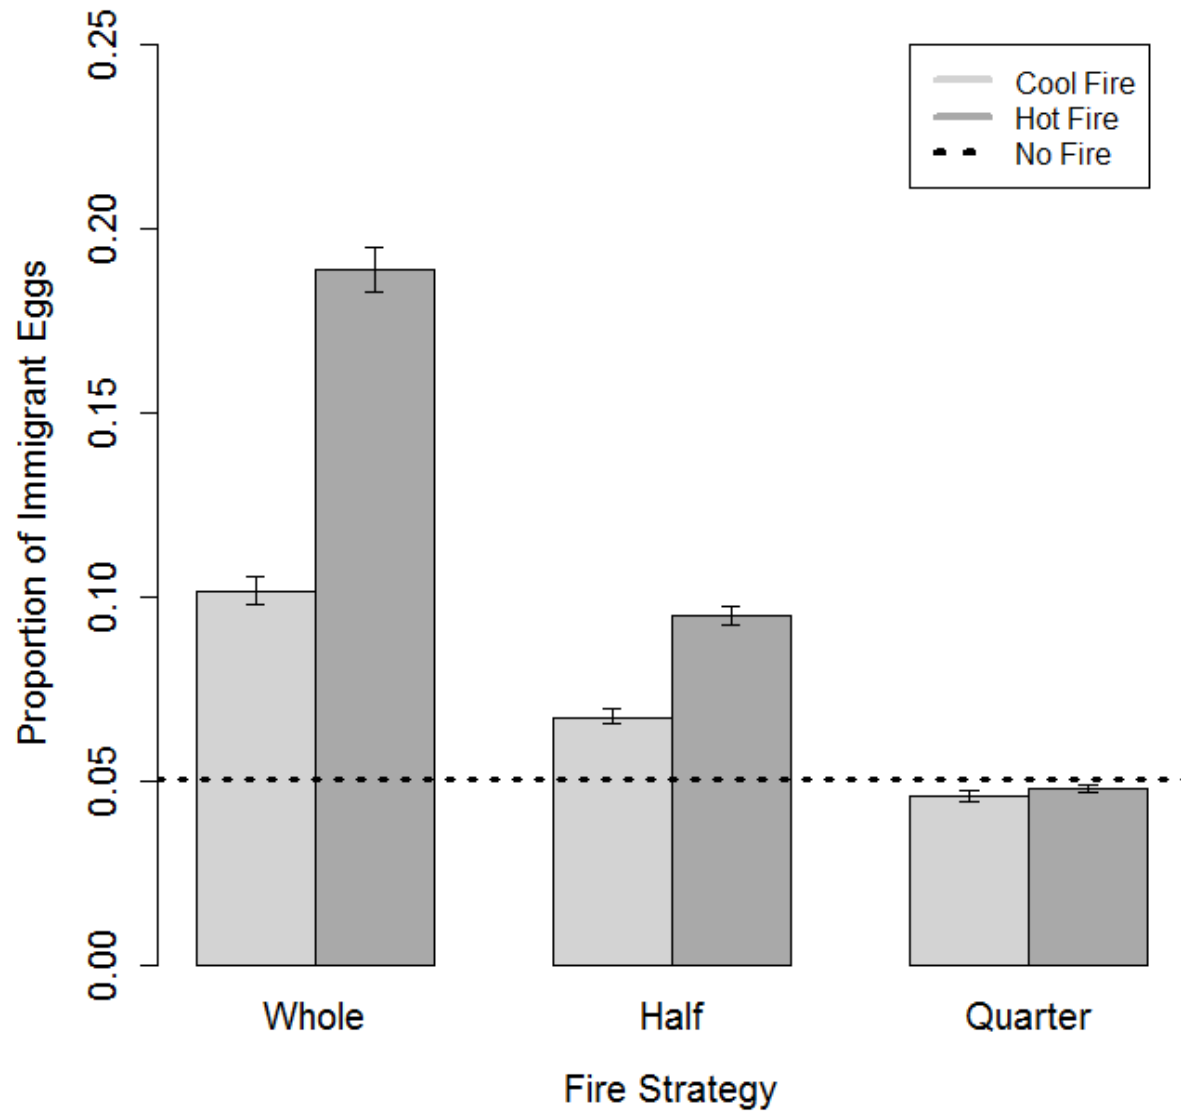 Cool Fire
Hot Fire
No Fire
0.25
0.20
0.15
0.10
0.05
0.00
Proportion of Immigrant Eggs
Whole Half Quarter
Fire Strategy